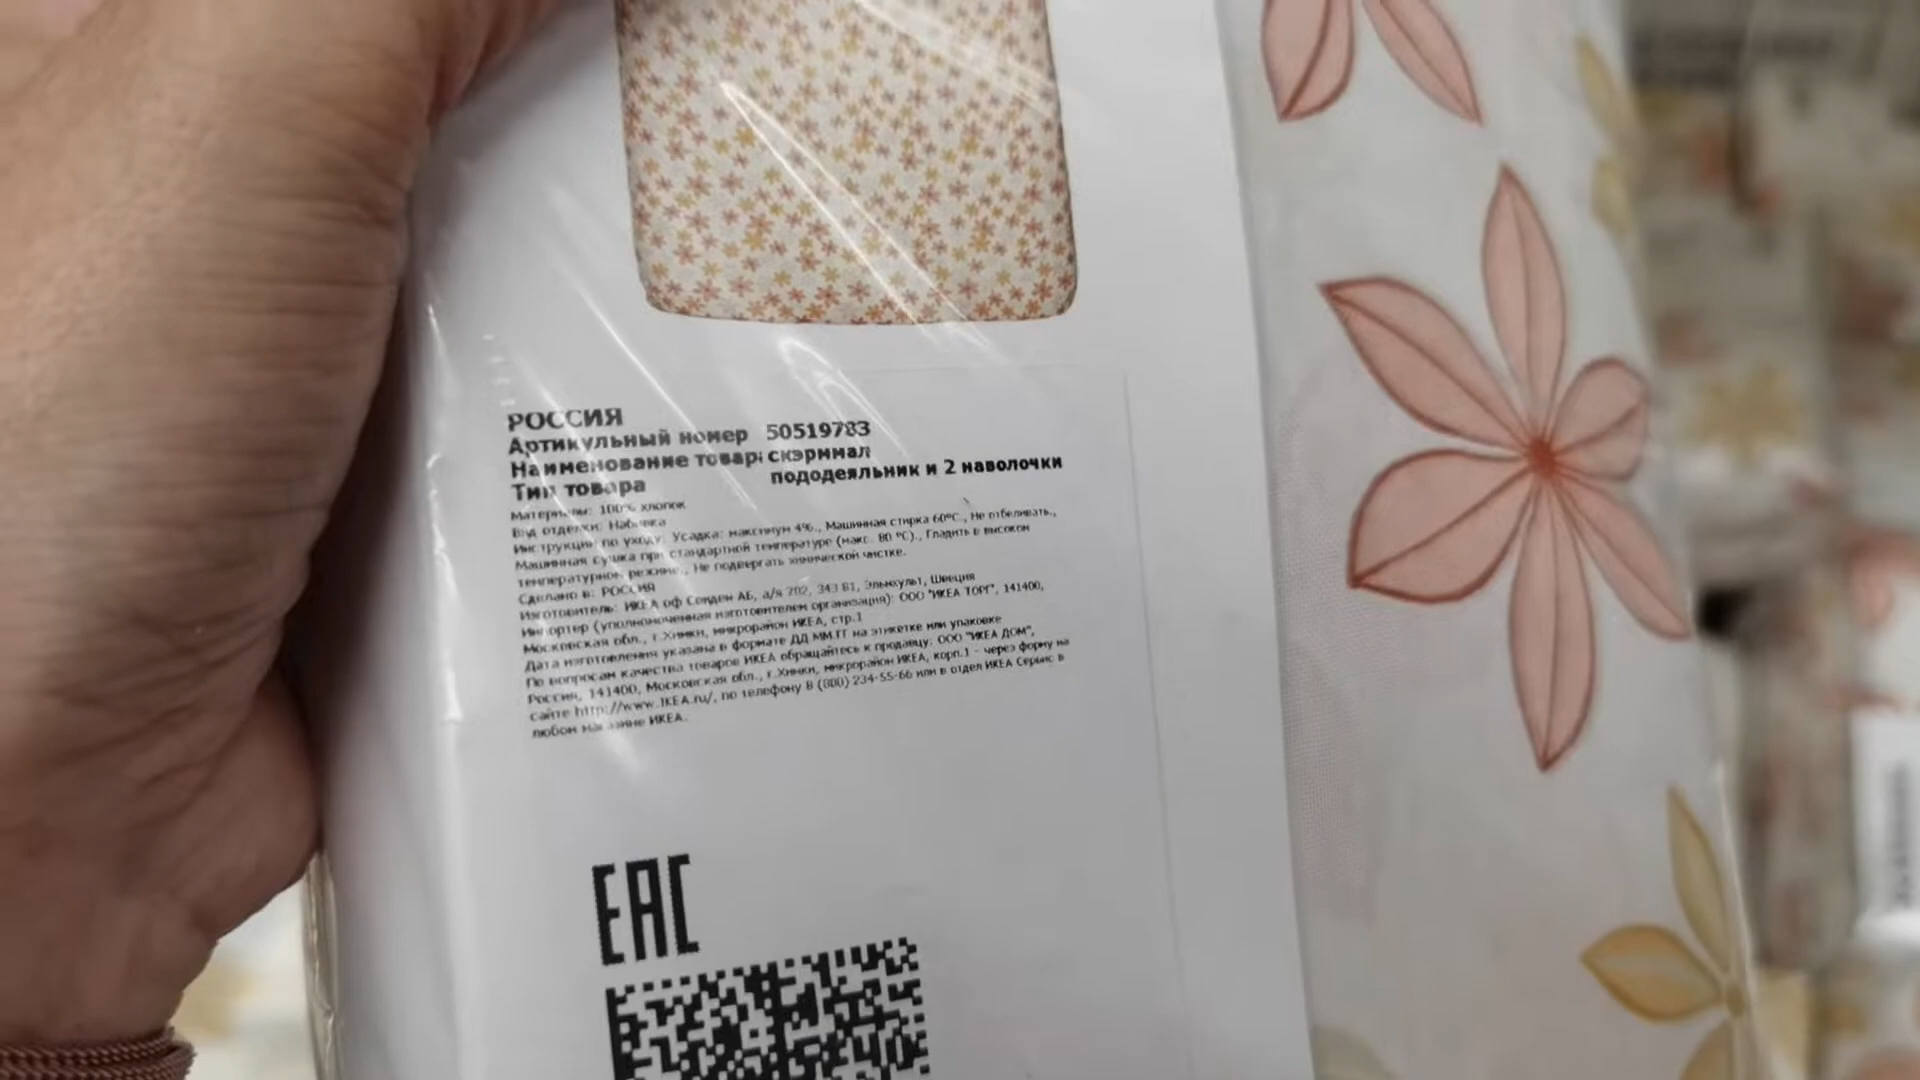 РОССИЯ
Артикульный номер 50519783
Наименование товар скэрммал
Тип товара пододеяльник и 2 наволочки
Материалы: 100% хлопок
Вид отделки: Набивка
Инструкции по уходу: Усадка: максимум 4%., Машинная стирка 60°C., Не отбеливать.,
Машинная сушка при стандартной температуре (макс. 80 °C)., Гладить в высоком
температурном режиме., Не подвергать химической чистке.
Сделано в: РОССИЯ
Изготовитель: ИКЕА оф Свиден АБ, а/я 702, 343 81, Эльмхульт, Швеция
Импортер (уполномоченная изготовителем организация): ООО "ИКЕА ТОРГ", 141400,
Московская обл., г.Химки, микрорайон ИКЕА, стр.1
Дата изготовления указана в формате ДД.ММ.ГГ на этикетке или упаковке
По вопросам качества товаров ИКЕА обращайтесь к продавцу: ООО "ИКЕА ДОМ",
Россия, 141400, Московская обл., г.Химки, микрорайон ИКЕА, корп.1 - через форму на
сайте http://www.IKEA.ru/, по телефону 8 (800) 234-55-66 или в отдел ИКЕА Сервис в
любом магазине ИКЕА.
EAC